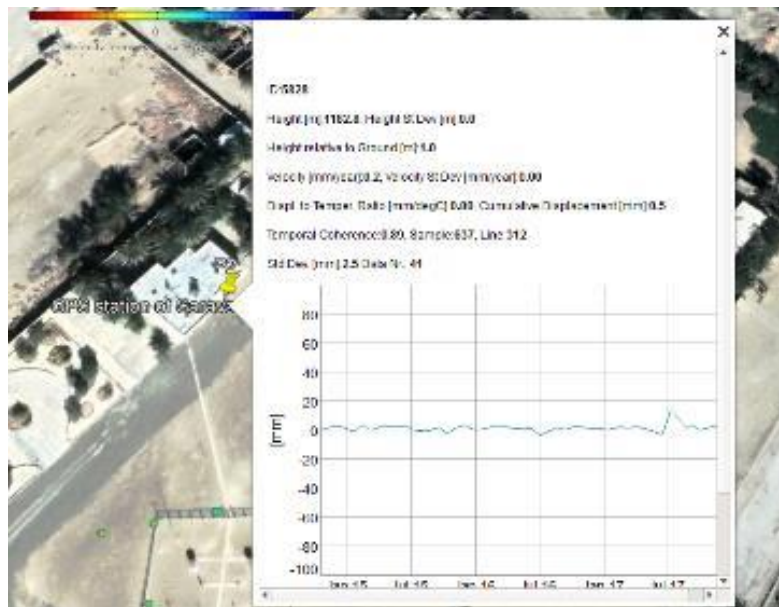 0
ID:5828
Height [m]:1182.8, Height St Dev [m]:0.0
Height relative to Ground [m]:1.0
Velocity [mm/year]:0.2, Velocity St Dev [mm/year]:0.00
Displ. to Temper. Ratio [mm/degC]:0.00, Cumulative Displacement [mm]:0.5
Temporal Coherence:0.89, Sample:637, Line:312
Std Dev. [mm]:2.5 Data Nr.:41
GPS station of
80
60
40
20
0
-20
-40
-60
-80
-100
[mm]
Jan 15
Jul 15
Jan 16
Jul 16
Jan 17
Jul 17